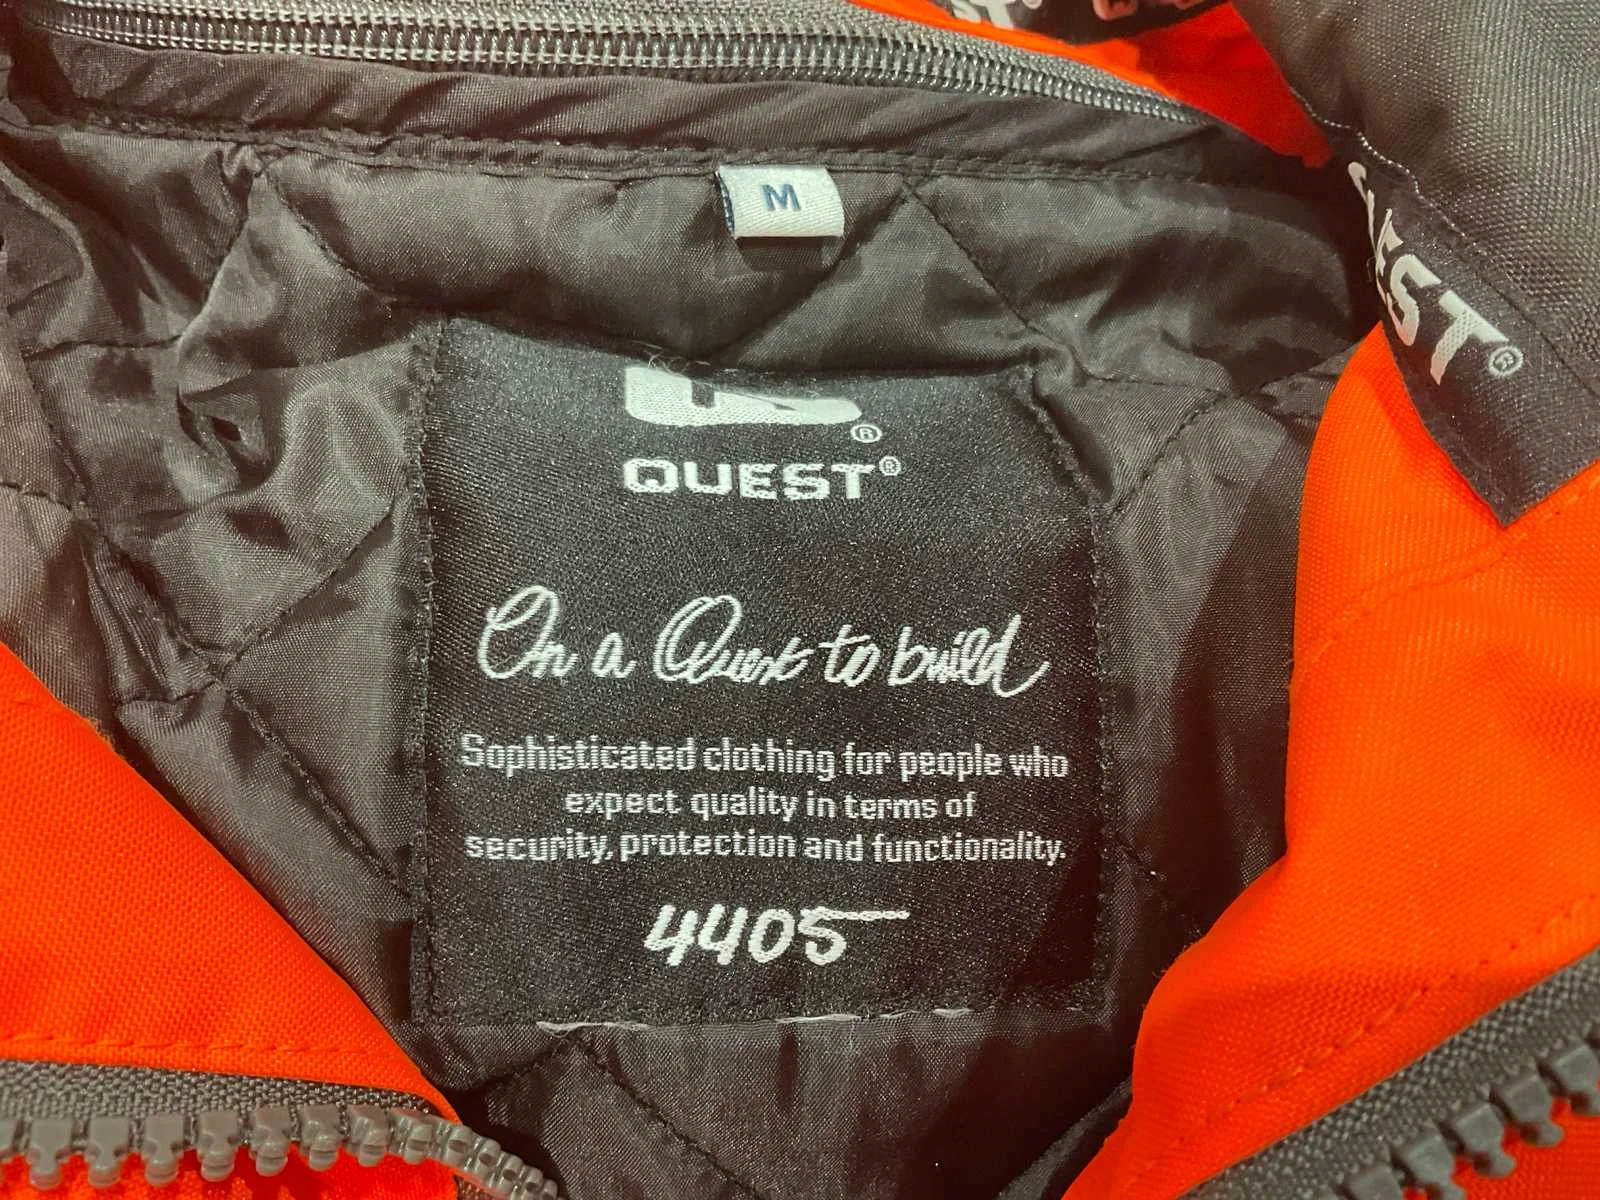 M
QUEST®
®
QUEST®
On a Quest to build
Sophisticated clothing for people who
expect quality in terms of
security, protection and functionality.
4405